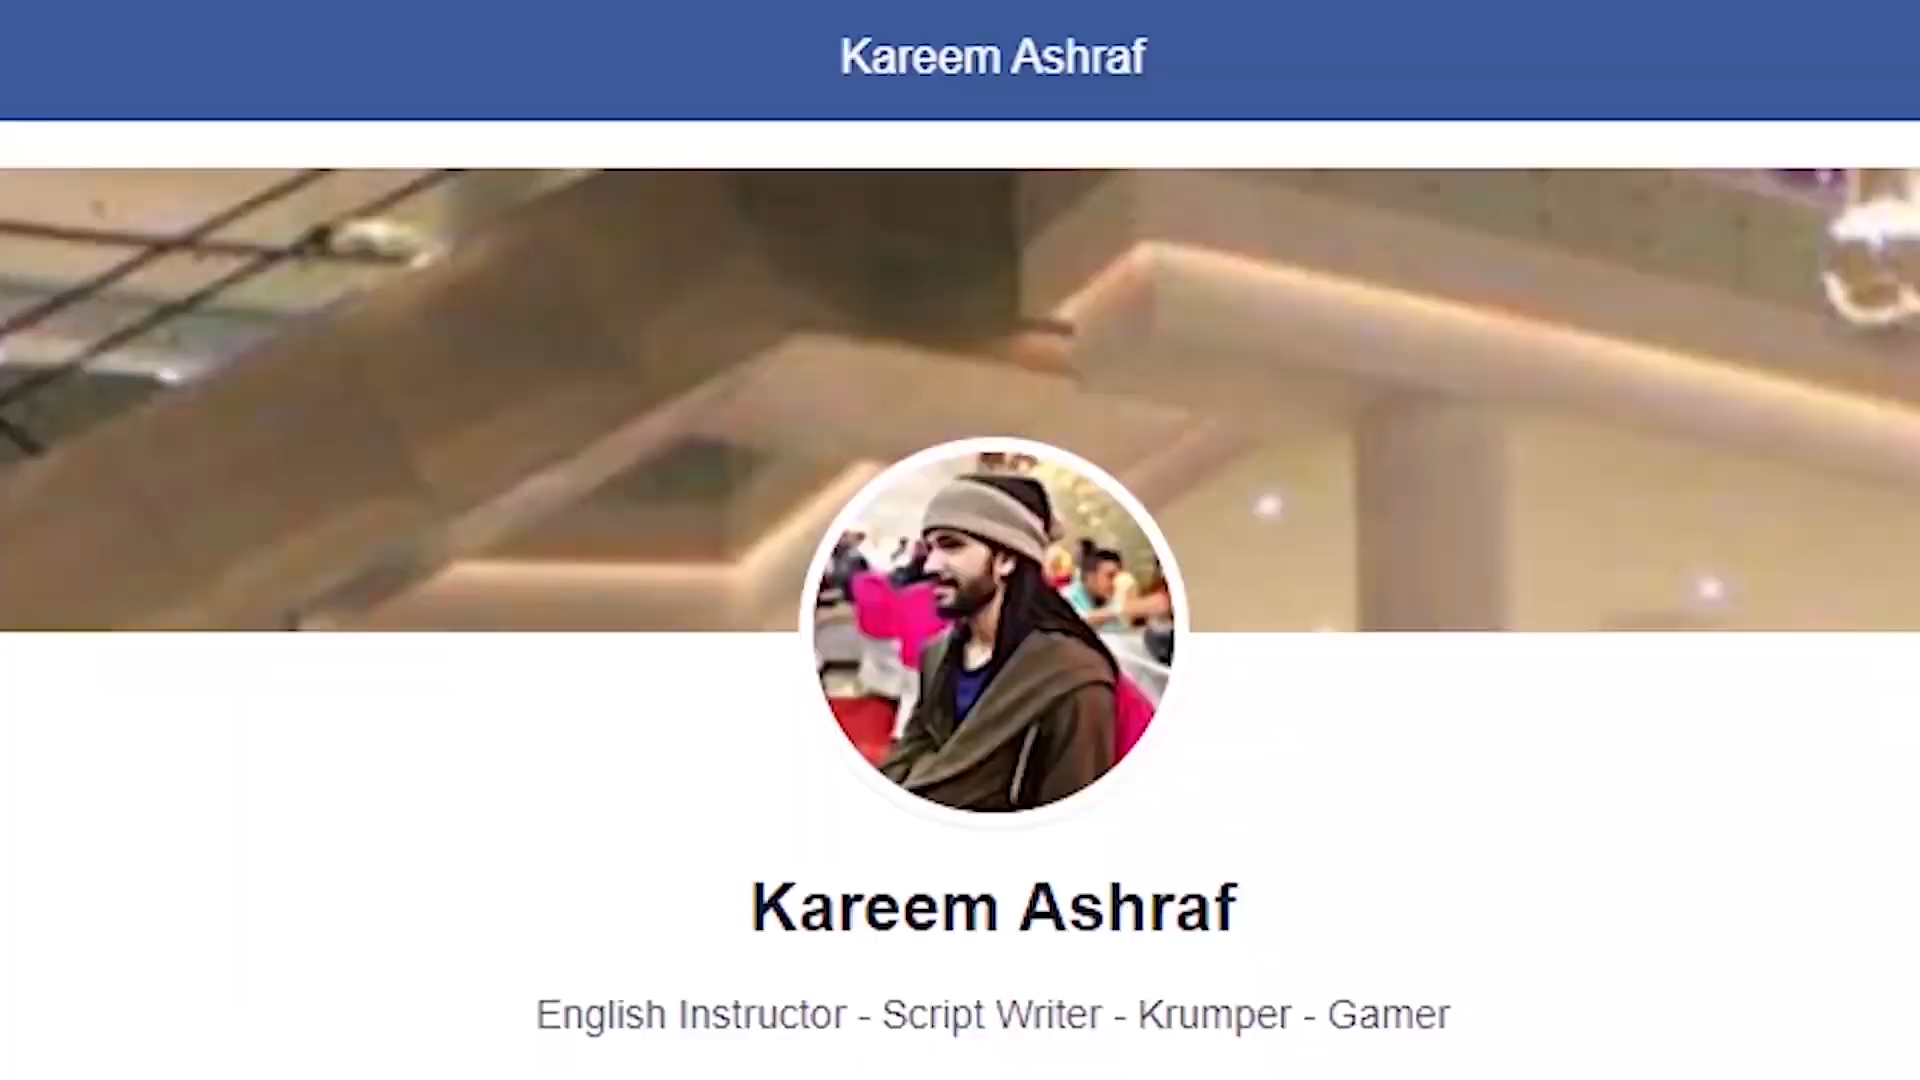 Kareem Ashraf
Kareem Ashraf
English Instructor - Script Writer - Krumper - Gamer